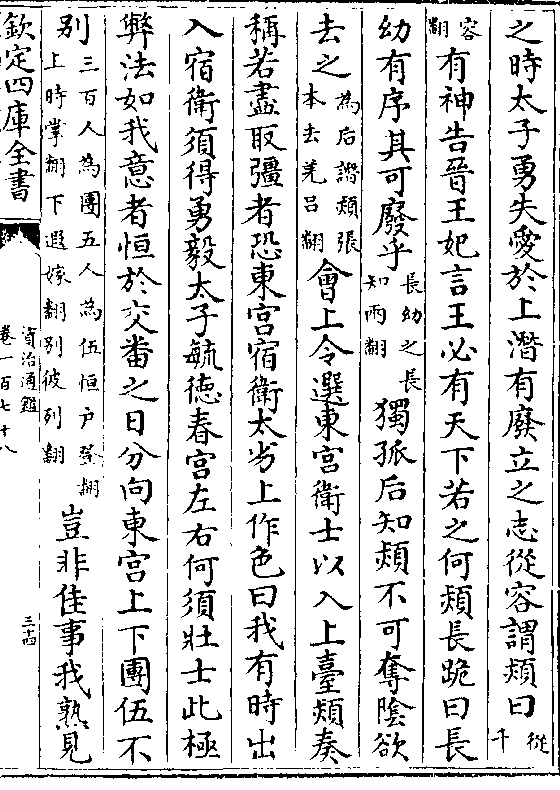 之時太子勇失愛於上潛有廢立之志從容謂熲曰從千
容翻有神告晉王妃言王必有天下若之何熲長跪曰長
幼有序其可廢乎長幼之長知兩翻獨孤后知熲不可奪陰欲
去之為后譖熲張本去羌呂翻會上令選東宮衛士以入上臺熲奏
稱若盡取彊者恐東宮宿衛太劣上作色曰我有時出
入宿衛須得勇毅太子毓德春宮左右何須壯士此極
弊法如我意者恒於交番之日分向東宮上下團伍不
别三百人為團五人為伍恒户登翻上時掌翻下遐嫁翻别彼列翻豈非佳事我熟見
欽定四庫全書
資治通鑑
卷一百七十八
三十四